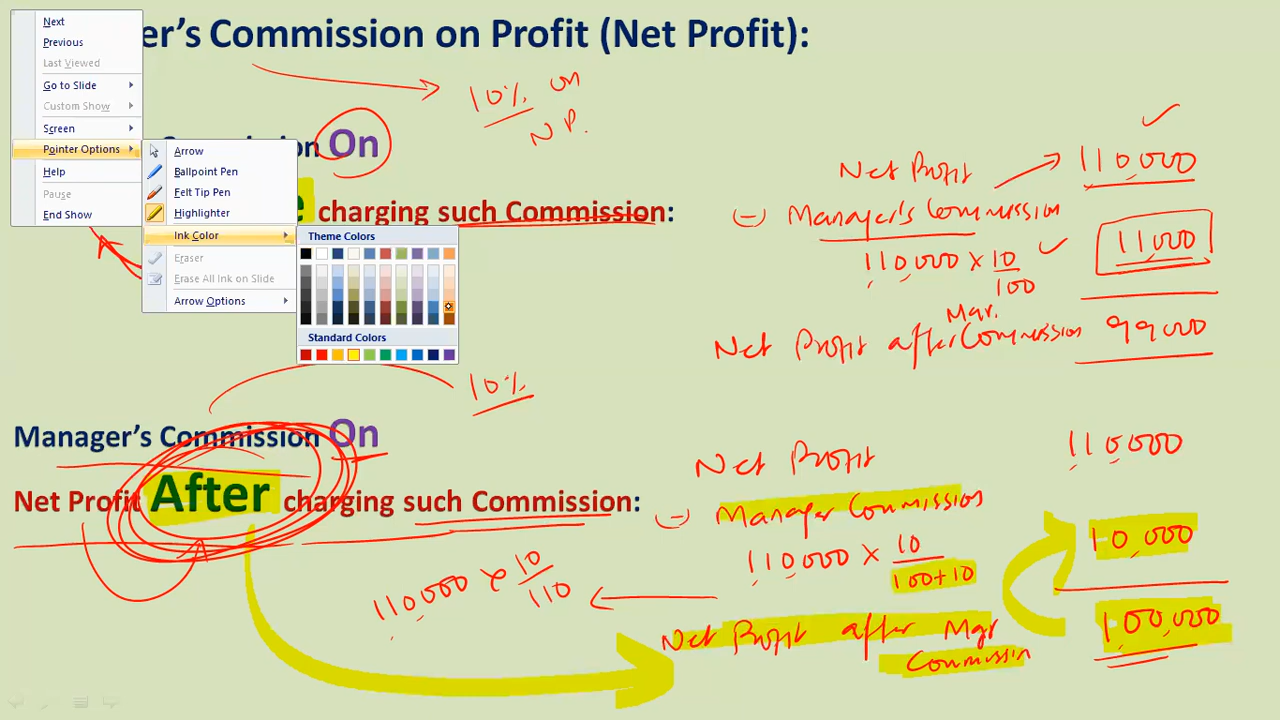 er's Commission on Profit (Net Profit):
Next
Previous
Last Viewed
Go to Slide
Custom Show
Screen
Pointer Options
Help
Pause
End Show
Arrow
Ballpoint Pen
Felt Tip Pen
Highlighter
Ink Color
Eraser
Erase All Ink on Slide
Arrow Options
Theme Colors
Standard Colors
10% on
N P.
On
e charging such Commission:
Net Profit 110,000
(-) Manager's Commission 11,000
110,000 x 10/100
Net Profit after Mgr. Commission 99000
10%
Manager's Commission On
Net Profit After charging such Commission:
110,000 x 10/110
Net Profit 110,000
(-) Manager Commission 10,000
110,000 x 10/100+10
Net Profit after Mgr 100,000
Commissin